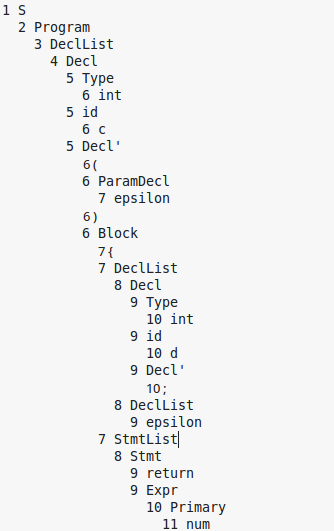 1 S
2 Program
3 DeclList
4 Decl
5 Type
6 int
5 id
6 c
5 Decl'
6(
6 ParamDecl
7 epsilon
6)
6 Block
7{
7 DeclList
8 Decl
9 Type
10 int
9 id
10 d
9 Decl'
10;
8 DeclList
9 epsilon
7 StmtList
8 Stmt
9 return
9 Expr
10 Primary
11 num